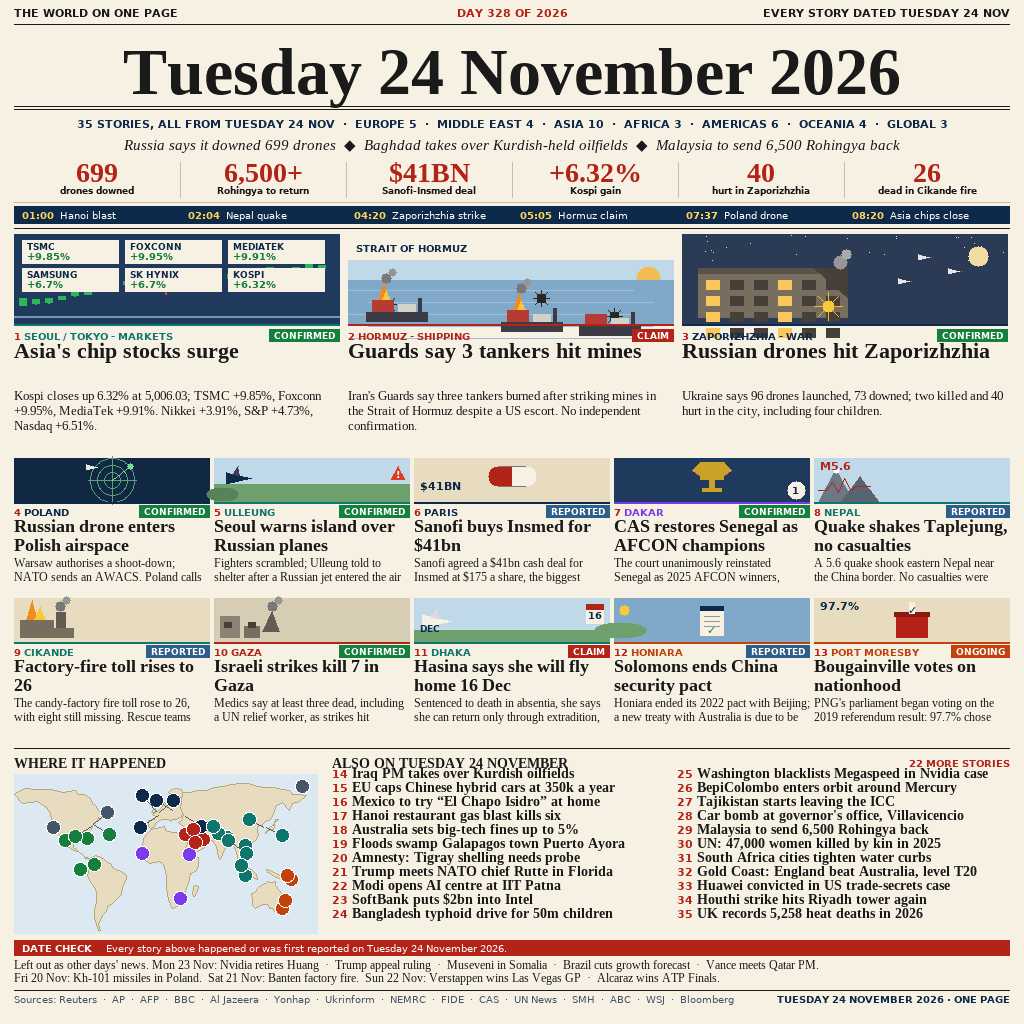 THE WORLD ON ONE PAGE
DAY 328 OF 2026
EVERY STORY DATED TUESDAY 24 NOV
Tuesday 24 November 2026
35 STORIES, ALL FROM TUESDAY 24 NOV · EUROPE 5 · MIDDLE EAST 4 · ASIA 10 · AFRICA 3 · AMERICAS 6 · OCEANIA 4 · GLOBAL 3
Russia says it downed 699 drones ◆ Baghdad takes over Kurdish-held oilfields ◆ Malaysia to send 6,500 Rohingya back
699
drones downed
6,500+
Rohingya to return
$41BN
Sanofi-Insmed deal
+6.32%
Kospi gain
40
hurt in Zaporizhzhia
26
dead in Cikande fire
01:00 Hanoi blast
02:04 Nepal quake
04:20 Zaporizhzhia strike
05:05 Hormuz claim
07:37 Poland drone
08:20 Asia chips close
TSMC
+9.85%
FOXCONN
+9.95%
MEDIATEK
+9.91%
SAMSUNG
+6.7%
SK HYNIX
+6.7%
KOSPI
+6.32%
1 SEOUL / TOKYO - MARKETS
CONFIRMED
Asia's chip stocks surge
Kospi closes up 6.32% at 5,006.03; TSMC +9.85%, Foxconn
+9.95%, MediaTek +9.91%. Nikkei +3.91%, S&P +4.73%,
Nasdaq +6.51%.
STRAIT OF HORMUZ
2 HORMUZ - SHIPPING
CLAIM
Guards say 3 tankers hit mines
Iran's Guards say three tankers burned after striking mines in
the Strait of Hormuz despite a US escort. No independent
confirmation.
3 ZAPORIZHZHIA - WAR
CONFIRMED
Russian drones hit Zaporizhzhia
Ukraine says 96 drones launched, 73 downed; two killed and 40
hurt in the city, including four children.
4 POLAND
CONFIRMED
Russian drone enters
Polish airspace
Warsaw authorises a shoot-down;
NATO sends an AWACS. Poland calls
5 ULLEUNG
CONFIRMED
Seoul warns island over
Russian planes
Fighters scrambled; Ulleung told to
shelter after a Russian jet entered the air
$41BN
6 PARIS
REPORTED
Sanofi buys Insmed for
$41bn
Sanofi agreed a $41bn cash deal for
Insmed at $175 a share, the biggest
1
7 DAKAR
CONFIRMED
CAS restores Senegal as
AFCON champions
The court unanimously reinstated
Senegal as 2025 AFCON winners,
M5.6
8 NEPAL
REPORTED
Quake shakes Taplejung,
no casualties
A 5.6 quake shook eastern Nepal near
the China border. No casualties were
9 CIKANDE
REPORTED
Factory-fire toll rises to
26
The candy-factory fire toll rose to 26,
with eight still missing. Rescue teams
10 GAZA
CONFIRMED
Israeli strikes kill 7 in
Gaza
Medics say at least three dead, including
a UN relief worker, as strikes hit
DEC
16
11 DHAKA
CLAIM
Hasina says she will fly
home 16 Dec
Sentenced to death in absentia, she says
she can return only through extradition,
12 HONIARA
REPORTED
Solomons ends China
security pact
Honiara ended its 2022 pact with Beijing;
a new treaty with Australia is due to be
97.7%
13 PORT MORESBY
ONGOING
Bougainville votes on
nationhood
PNG's parliament began voting on the
2019 referendum result: 97.7% chose
WHERE IT HAPPENED
ALSO ON TUESDAY 24 NOVEMBER
22 MORE STORIES
14 Iraq PM takes over Kurdish oilfields
15 EU caps Chinese hybrid cars at 350k a year
16 Mexico to try “El Chapo Isidro” at home
17 Hanoi restaurant gas blast kills six
18 Australia sets big-tech fines up to 5%
19 Floods swamp Galapagos town Puerto Ayora
20 Amnesty: Tigray shelling needs probe
21 Trump meets NATO chief Rutte in Florida
22 Modi opens AI centre at IIT Patna
23 SoftBank puts $2bn into Intel
24 Bangladesh typhoid drive for 50m children
25 Washington blacklists Megaspeed in Nvidia case
26 BepiColombo enters orbit around Mercury
27 Tajikistan starts leaving the ICC
28 Car bomb at governor's office, Villavicencio
29 Malaysia to send 6,500 Rohingya back
30 UN: 47,000 women killed by kin in 2025
31 South Africa cities tighten water curbs
32 Gold Coast: England beat Australia, level T20
33 Huawei convicted in US trade-secrets case
34 Houthi strike hits Riyadh tower again
35 UK records 5,258 heat deaths in 2026
DATE CHECK Every story above happened or was first reported on Tuesday 24 November 2026.
Left out as other days' news. Mon 23 Nov: Nvidia retires Huang · Trump appeal ruling · Museveni in Somalia · Brazil cuts growth forecast · Vance meets Qatar PM.
Fri 20 Nov: Kh-101 missiles in Poland. Sat 21 Nov: Banten factory fire. Sun 22 Nov: Verstappen wins Las Vegas GP · Alcaraz wins ATP Finals.
Sources: Reuters · AP · AFP · BBC · Al Jazeera · Yonhap · Ukrinform · NEMRC · FIDE · CAS · UN News · SMH · ABC · WSJ · Bloomberg
TUESDAY 24 NOVEMBER 2026 · ONE PAGE